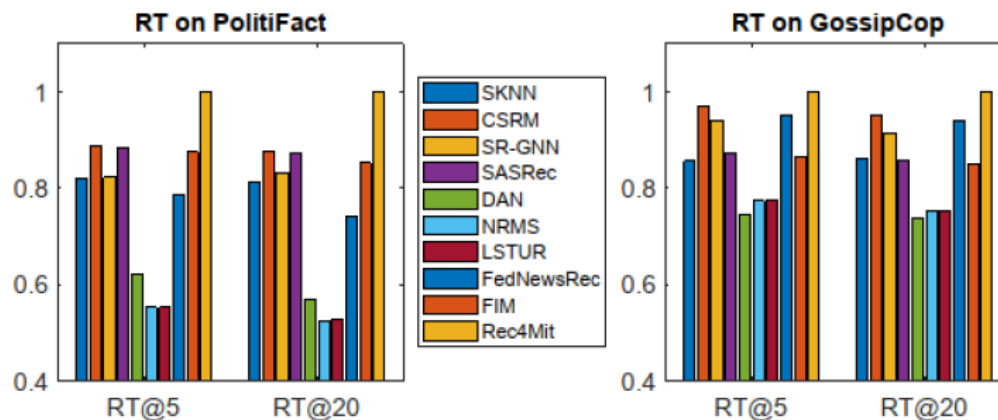 RT on PolitiFact
1
0.8
0.6
0.4
RT@5
RT@20
SKNN
CSRM
SR-GNN
SASRec
DAN
NRMS
LSTUR
FedNewsRec
FIM
Rec4Mit
RT on GossipCop
1
0.8
0.6
0.4
RT@5
RT@20